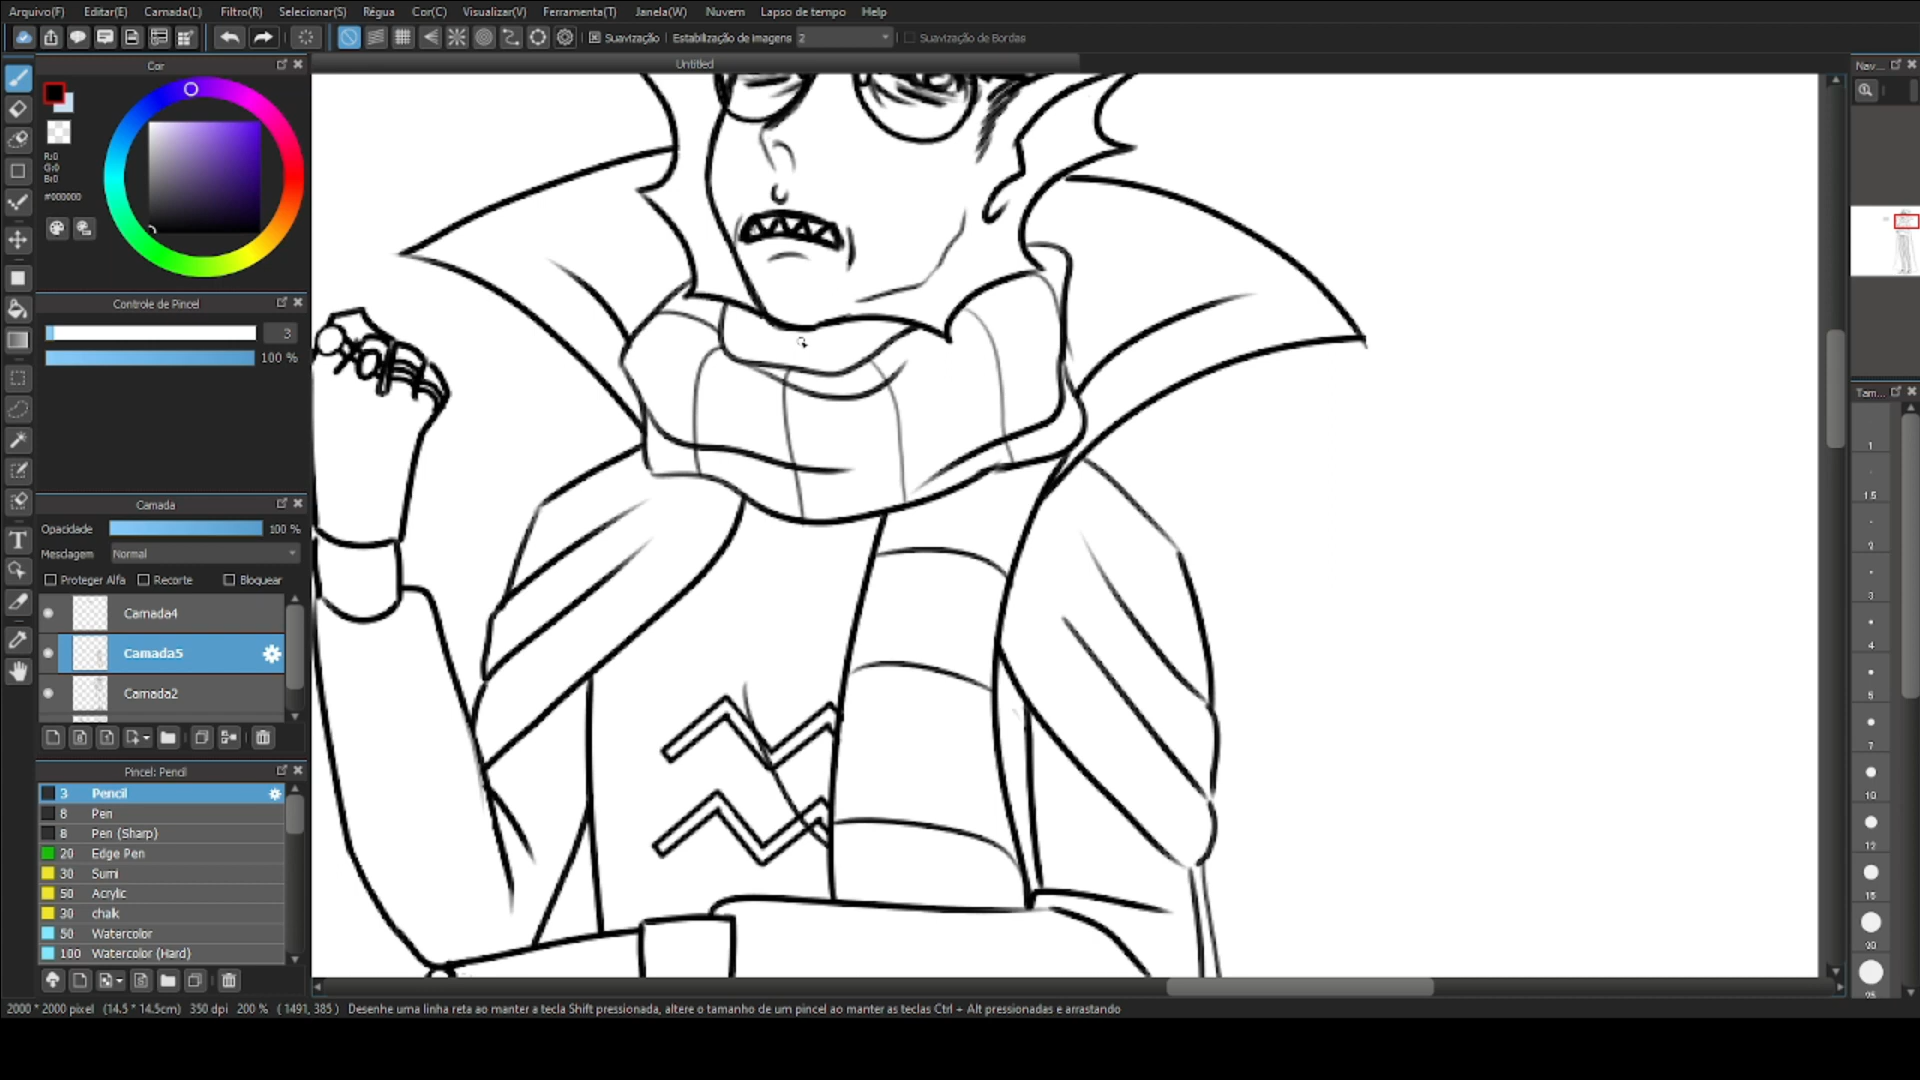 Arquivo(F) Editar(E) Camada(L) Filtro(R) Selecionar(S) Régua Cor(C) Visualizar(V) Ferramenta(T) Janela(W) Nuvem Lapso de tempo Help
Suavização Estabilização de Imagens 2 Suavização de Bordas
Cor Untitled Nav...
R:0
G:0
B:0
#000000
Controle de Pincel
3
100 %
Tam...
1
1.5
2
3
4
5
7
10
12
15
20
25
Camada
Opacidade 100 %
Mesclagem Normal
Proteger Alfa Recorte Bloquear
Camada4
Camada5
Camada2
Pincel: Pencil
3 Pencil
8 Pen
8 Pen (Sharp)
20 Edge Pen
30 Sumi
50 Acrylic
30 chalk
50 Watercolor
100 Watercolor (Hard)
2000 * 2000 pixel (14.5 * 14.5cm) 350 dpi 200 % ( 1491, 385 ) Desenhe uma linha reta ao manter a tecla Shift pressionada, altere o tamanho de um pincel ao manter as teclas Ctrl + Alt pressionadas e arrastando